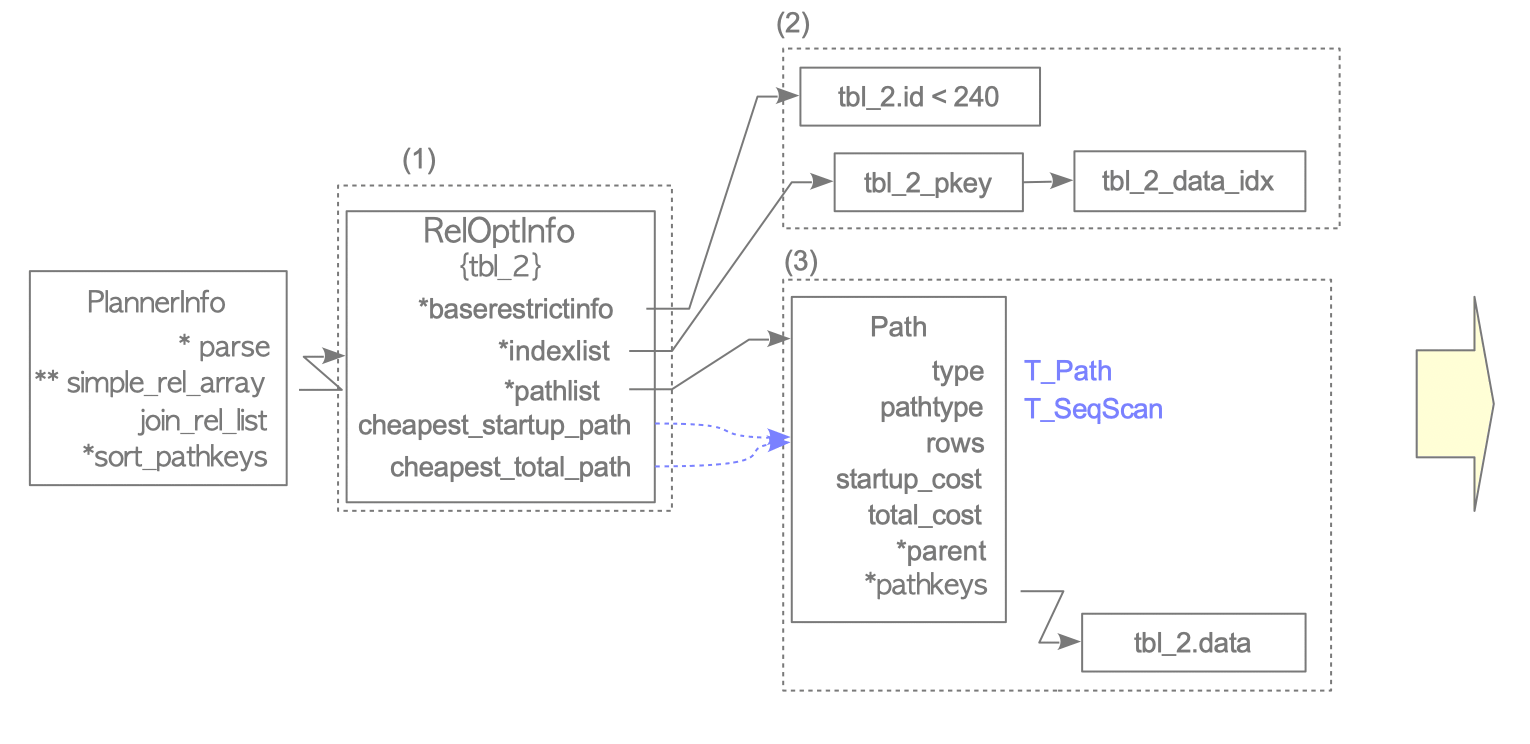 (2)
tbl_2.id < 240
tbl_2_pkey
tbl_2_data_idx
(1)
RelOptInfo
{tbl_2}
*baserestrictinfo
*indexlist
*pathlist
cheapest_startup_path
cheapest_total_path
PlannerInfo
* parse
** simple_rel_array
join_rel_list
*sort_pathkeys
(3)
Path
type T_Path
pathtype T_SeqScan
rows
startup_cost
total_cost
*parent
*pathkeys
tbl_2.data